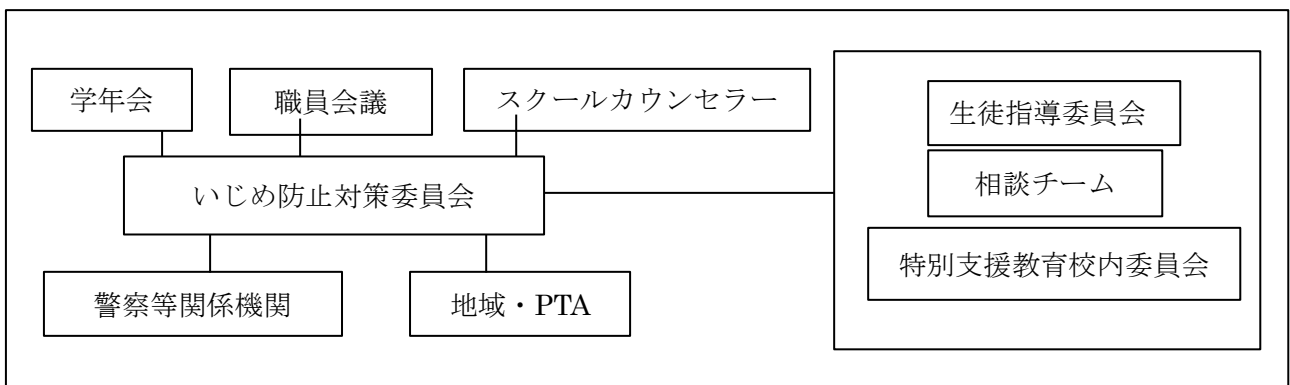 学年会
職員会議
スクールカウンセラー
いじめ防止対策委員会
警察等関係機関
地域・PTA
生徒指導委員会
相談チーム
特別支援教育校内委員会